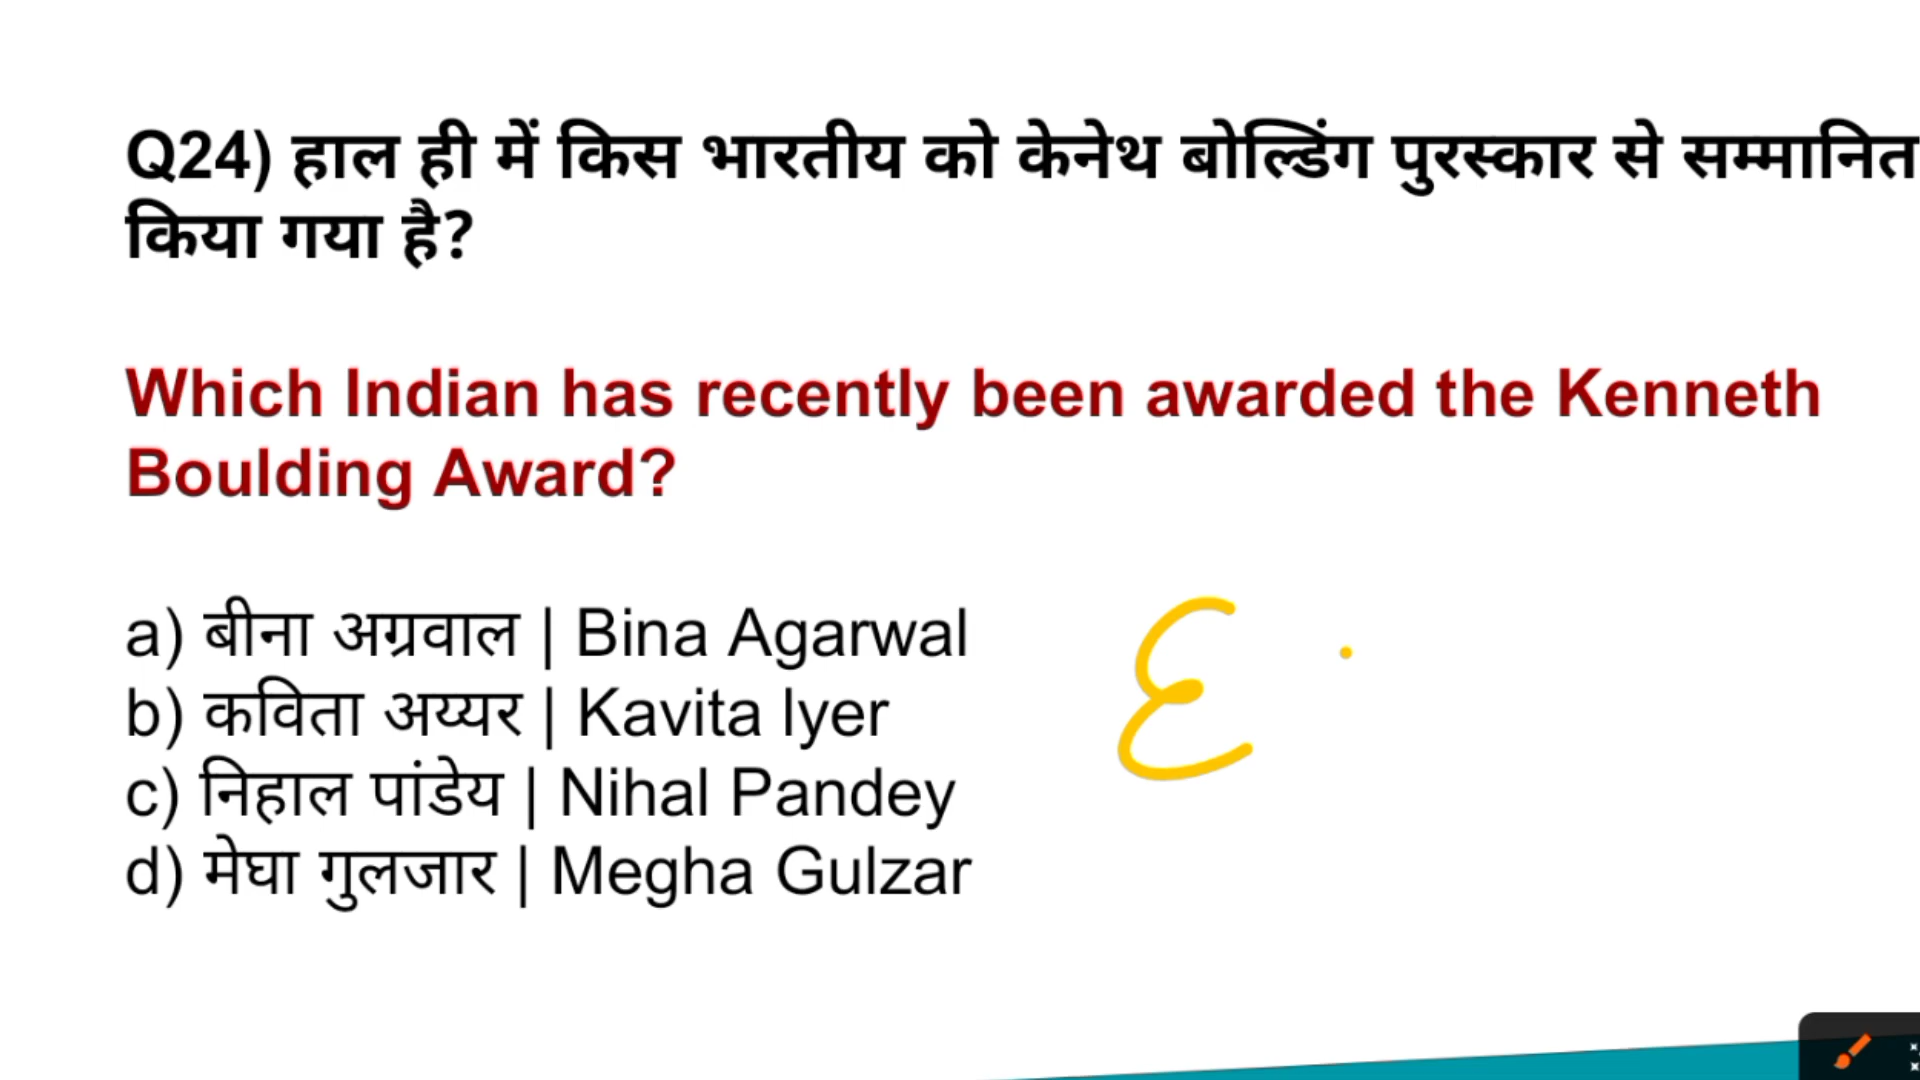 Q24) हाल ही में किस भारतीय को केनेथ बोल्डिंग पुरस्कार से सम्मानित
किया गया है?
Which Indian has recently been awarded the Kenneth
Boulding Award?
a) बीना अग्रवाल | Bina Agarwal
b) कविता अय्यर | Kavita Iyer
c) निहाल पांडेय | Nihal Pandey
d) मेघा गुलजार | Megha Gulzar
E